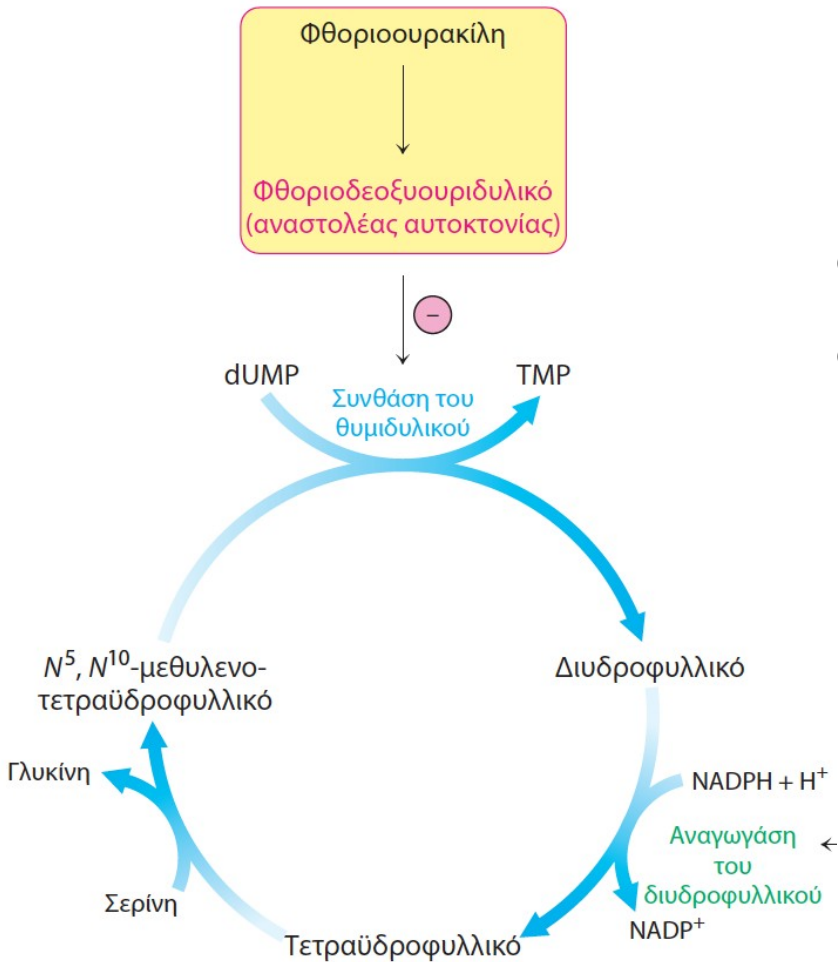 Φθοριοουρακίλη
Φθοριοδεοξυουριδυλικό
(αναστολέας αυτοκτονίας)
−
dUMP
TMP
Συνθάση του
θυμιδυλικού
N⁵, N¹⁰-μεθυλενο-
τετραϋδροφυλλικό
Διυδροφυλλικό
Γλυκίνη
NADPH + H⁺
Αναγωγάση
του
διυδροφυλλικού
Σερίνη
NADP⁺
Τετραϋδροφυλλικό